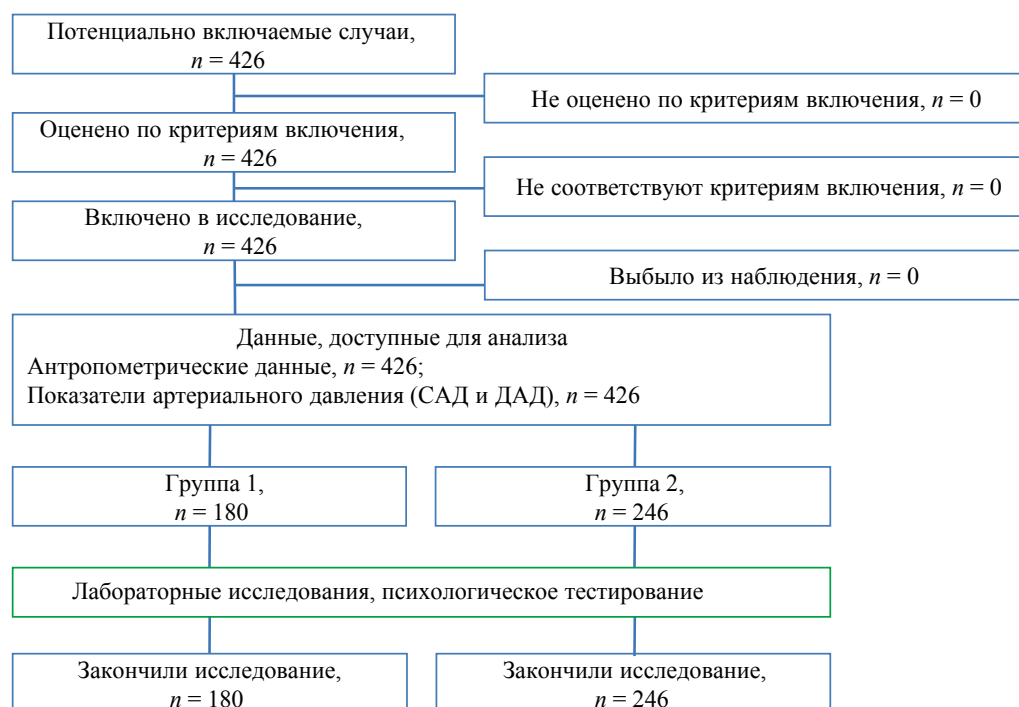 Потенциально включаемые случаи,
n = 426
Не оценено по критериям включения, n = 0
Оценено по критериям включения,
n = 426
Не соответствуют критериям включения, n = 0
Включено в исследование,
n = 426
Выбыло из наблюдения, n = 0
Данные, доступные для анализа
Антропометрические данные, n = 426;
Показатели артериального давления (САД и ДАД), n = 426
Группа 1,
n = 180
Группа 2,
n = 246
Лабораторные исследования, психологическое тестирование
Закончили исследование,
n = 180
Закончили исследование,
n = 246